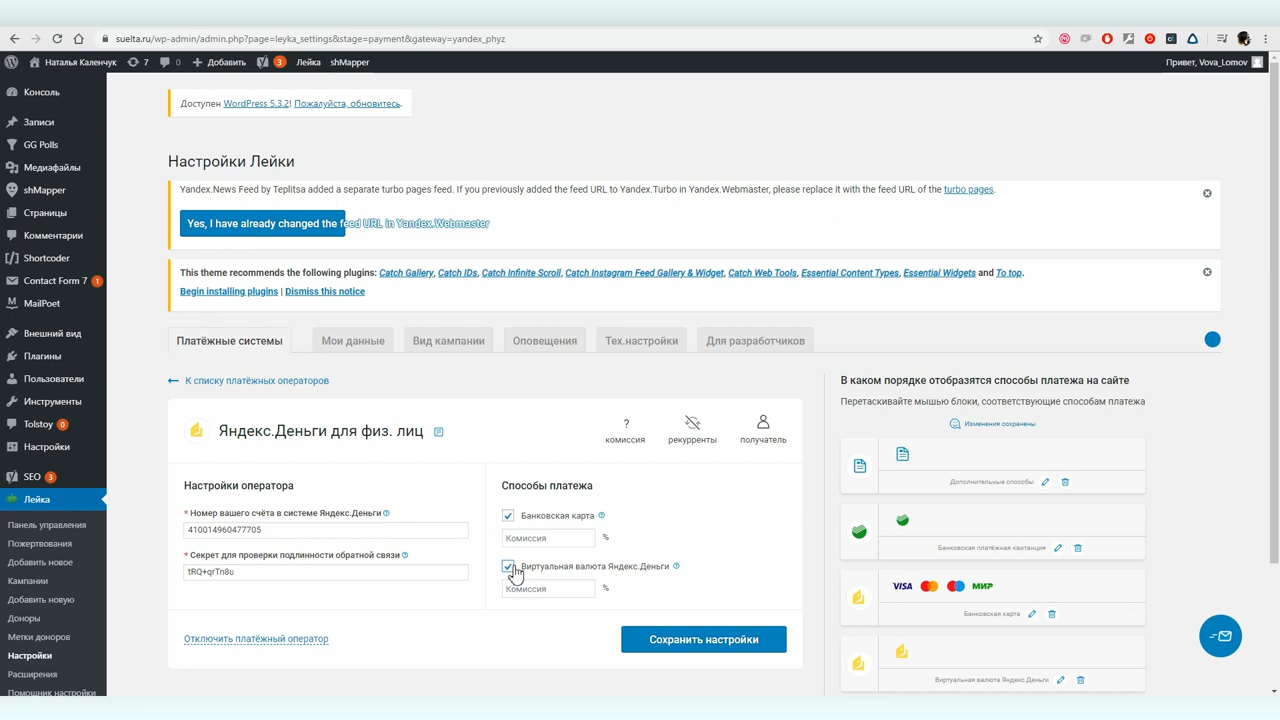 suelta.ru/wp-admin/admin.php?page=leyka_settings&stage=payment&gateway=yandex_phyz
Наталья Каленчук 7 0 Добавить 3 Лейка shMapper Привет, Vova_Lomov
Консоль
Записи
GG Polls
Медиафайлы
shMapper
Страницы
Комментарии
Shortcoder
Contact Form 7 1
MailPoet
Внешний вид
Плагины
Пользователи
Инструменты
Tolstoy 0
Настройки
SEO 3
Лейка
Панель управления
Пожертвования
Добавить новое
Кампании
Добавить новую
Доноры
Метки доноров
Настройки
Расширения
Помощник настройки
Доступен WordPress 5.3.2! Пожалуйста, обновитесь.
Настройки Лейки
Yandex.News Feed by Teplitsa added a separate turbo pages feed. If you previously added the feed URL to Yandex.Turbo in Yandex.Webmaster, please replace it with the feed URL of the turbo pages.
Yes, I have already changed the feed URL in Yandex.Webmaster
This theme recommends the following plugins: Catch Gallery, Catch IDs, Catch Infinite Scroll, Catch Instagram Feed Gallery & Widget, Catch Web Tools, Essential Content Types, Essential Widgets and To top.
Begin installing plugins | Dismiss this notice
Платёжные системы Мои данные Вид кампании Оповещения Тех.настройки Для разработчиков
К списку платёжных операторов
Яндекс.Деньги для физ. лиц
? комиссия рекурренты получатель
Настройки оператора
* Номер вашего счёта в системе Яндекс.Деньги ?
410014960477705
* Секрет для проверки подлинности обратной связи ?
tRQ+qrTn8u
Способы платежа
Банковская карта ?
Комиссия %
Виртуальная валюта Яндекс.Деньги ?
Комиссия %
Отключить платёжный оператор
Сохранить настройки
В каком порядке отобразятся способы платежа на сайте
Перетаскивайте мышью блоки, соответствующие способам платежа
Изменения сохранены
Дополнительные способы
Банковская платёжная квитанция
VISA МИР
Банковская карта
Виртуальная валюта Яндекс.Деньги